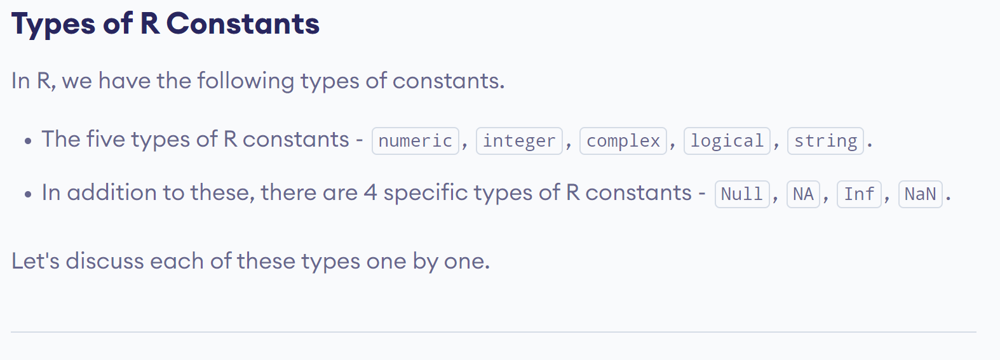 Types of R Constants
In R, we have the following types of constants.
• The five types of R constants - numeric, integer, complex, logical, string.
• In addition to these, there are 4 specific types of R constants - Null, NA, Inf, NaN.
Let's discuss each of these types one by one.